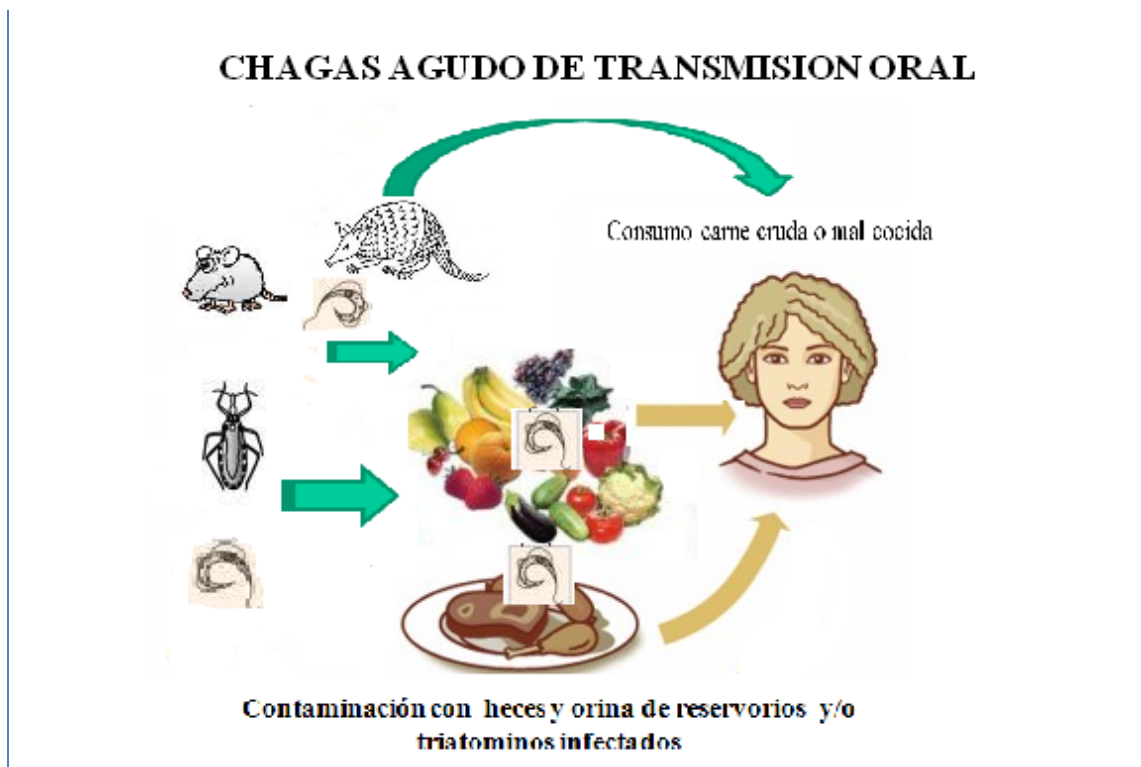 CHAGAS AGUDO DE TRANSMISION ORAL
Consumo carne cruda o mal cocida
Contaminación con heces y orina de reservorios y/o
triatominos infectados